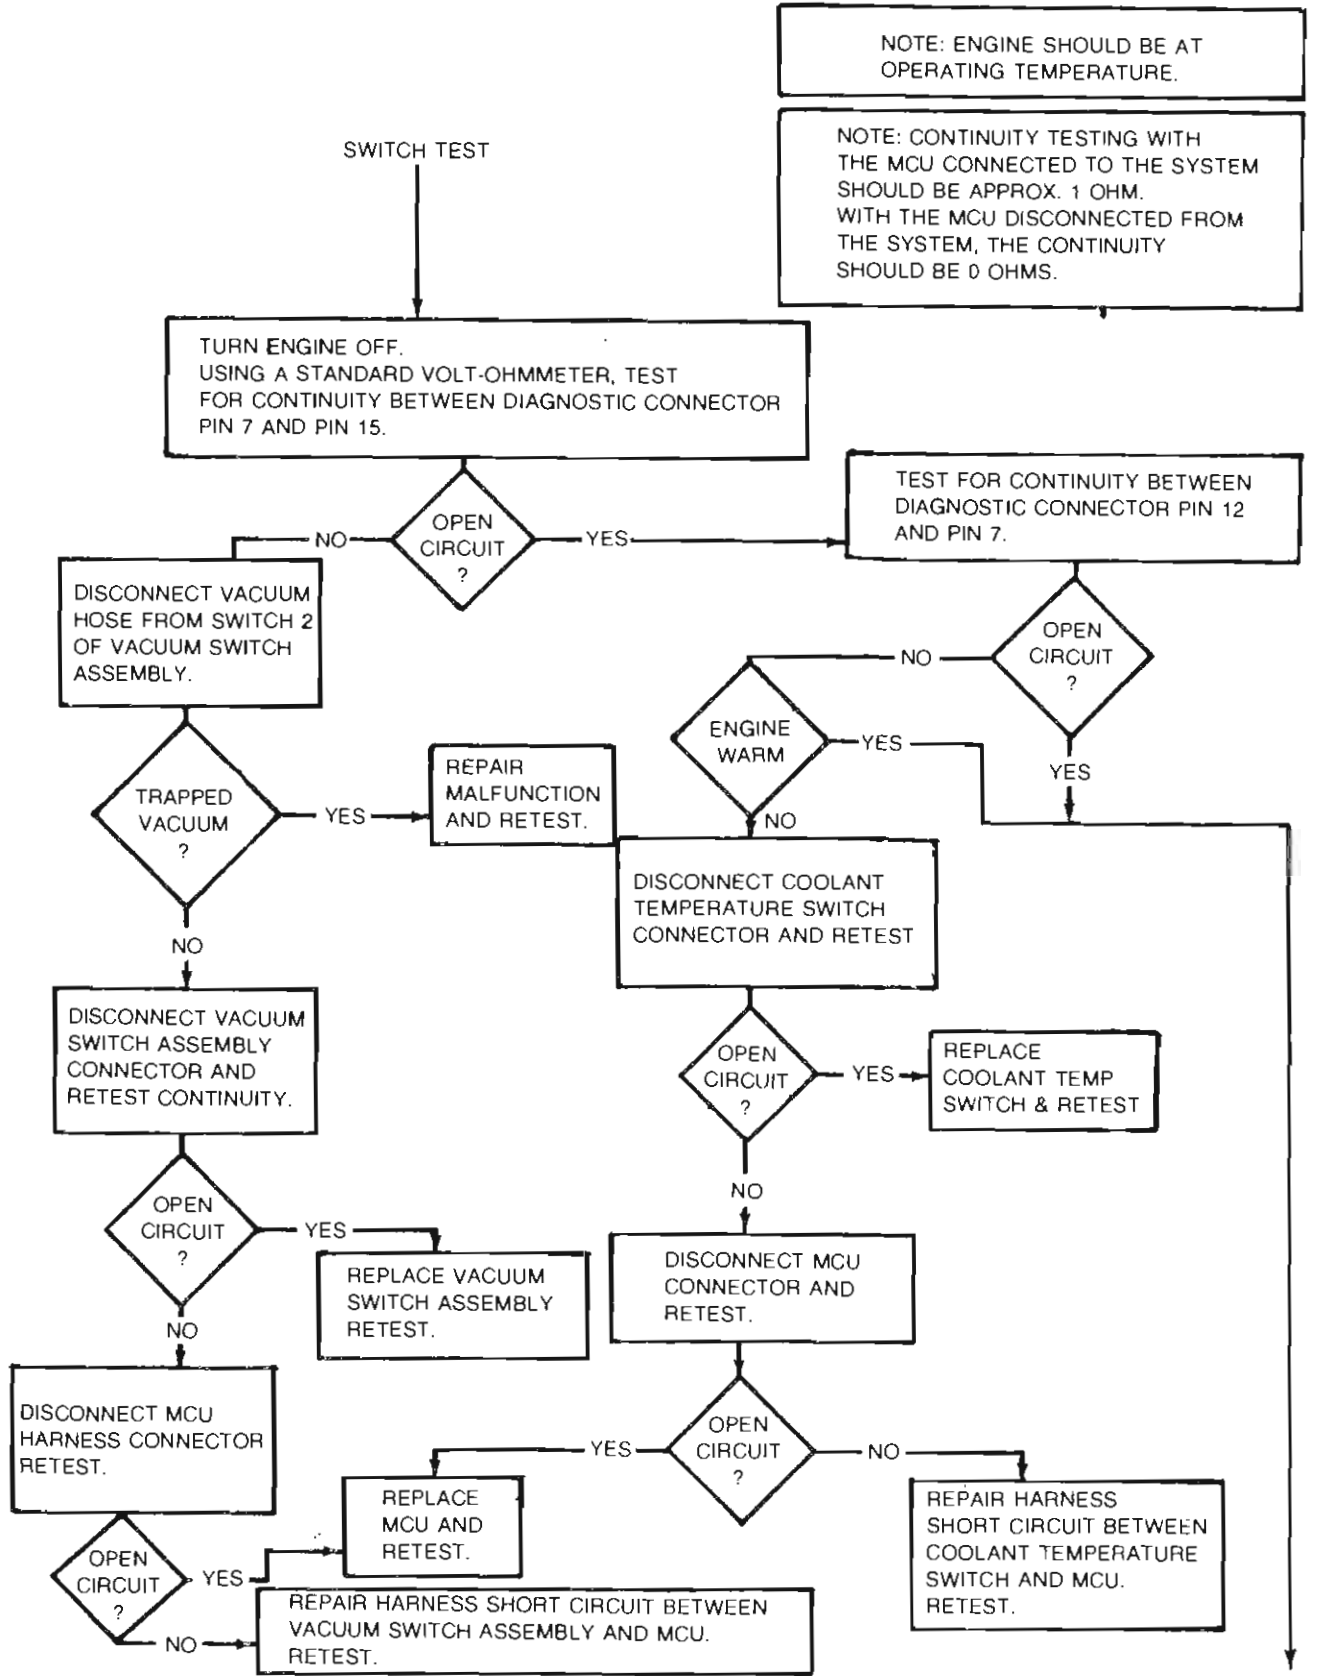 NOTE: ENGINE SHOULD BE AT
OPERATING TEMPERATURE.
NOTE: CONTINUITY TESTING WITH
THE MCU CONNECTED TO THE SYSTEM
SHOULD BE APPROX. 1 OHM.
WITH THE MCU DISCONNECTED FROM
THE SYSTEM, THE CONTINUITY
SHOULD BE 0 OHMS.
SWITCH TEST
TURN ENGINE OFF.
USING A STANDARD VOLT-OHMMETER, TEST
FOR CONTINUITY BETWEEN DIAGNOSTIC CONNECTOR
PIN 7 AND PIN 15.
OPEN
CIRCUIT
?
NO
YES
TEST FOR CONTINUITY BETWEEN
DIAGNOSTIC CONNECTOR PIN 12
AND PIN 7.
DISCONNECT VACUUM
HOSE FROM SWITCH 2
OF VACUUM SWITCH
ASSEMBLY.
OPEN
CIRCUIT
?
NO
YES
ENGINE
WARM
YES
NO
TRAPPED
VACUUM
?
YES
REPAIR
MALFUNCTION
AND RETEST.
NO
DISCONNECT COOLANT
TEMPERATURE SWITCH
CONNECTOR AND RETEST
DISCONNECT VACUUM
SWITCH ASSEMBLY
CONNECTOR AND
RETEST CONTINUITY.
OPEN
CIRCUIT
?
YES
REPLACE
COOLANT TEMP
SWITCH & RETEST
NO
OPEN
CIRCUIT
?
YES
REPLACE VACUUM
SWITCH ASSEMBLY
RETEST.
NO
DISCONNECT MCU
CONNECTOR AND
RETEST.
DISCONNECT MCU
HARNESS CONNECTOR
RETEST.
OPEN
CIRCUIT
?
YES
NO
REPLACE
MCU AND
RETEST.
REPAIR HARNESS
SHORT CIRCUIT BETWEEN
COOLANT TEMPERATURE
SWITCH AND MCU.
RETEST.
OPEN
CIRCUIT
?
YES
NO
REPAIR HARNESS SHORT CIRCUIT BETWEEN
VACUUM SWITCH ASSEMBLY AND MCU.
RETEST.